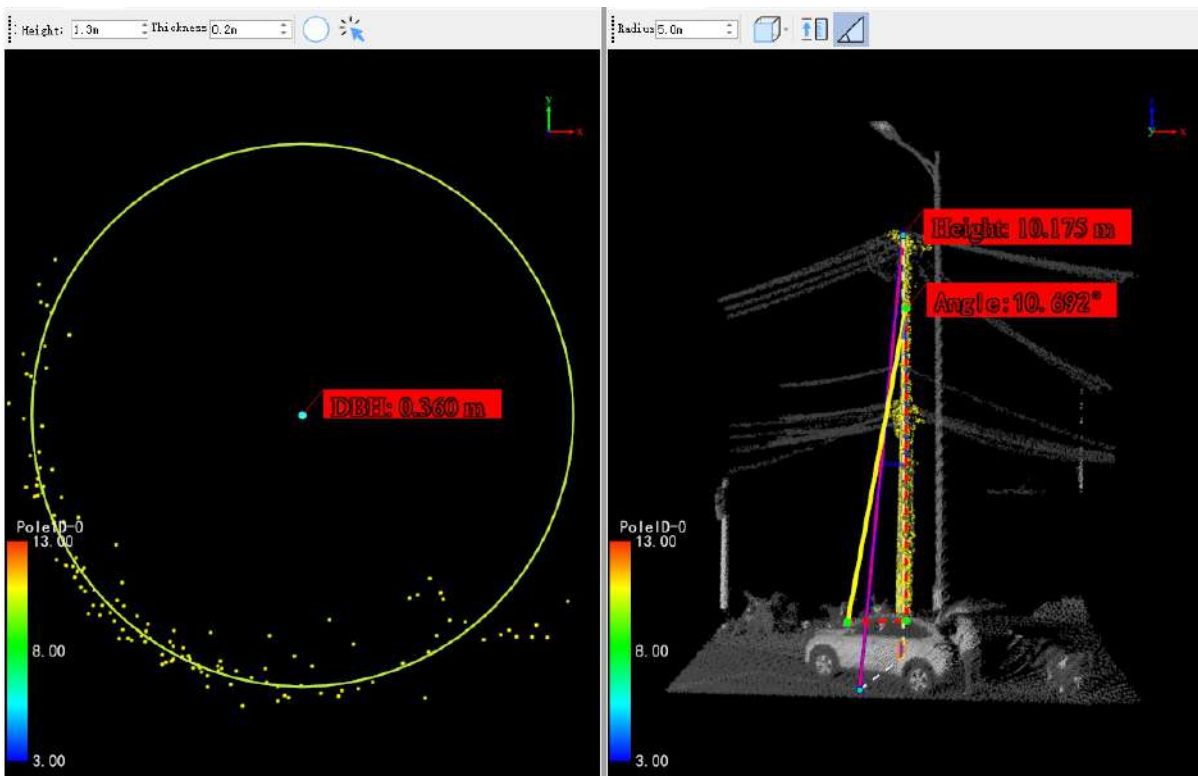 Height: 1.3m Thickness 0.2m
Radius 5.0m
y
x
DBH: 0.360 m
PoleID-0
13.00
8.00
3.00
z
y
x
Height: 10.175 m
Angle:10.692°
PoleID-0
13.00
8.00
3.00